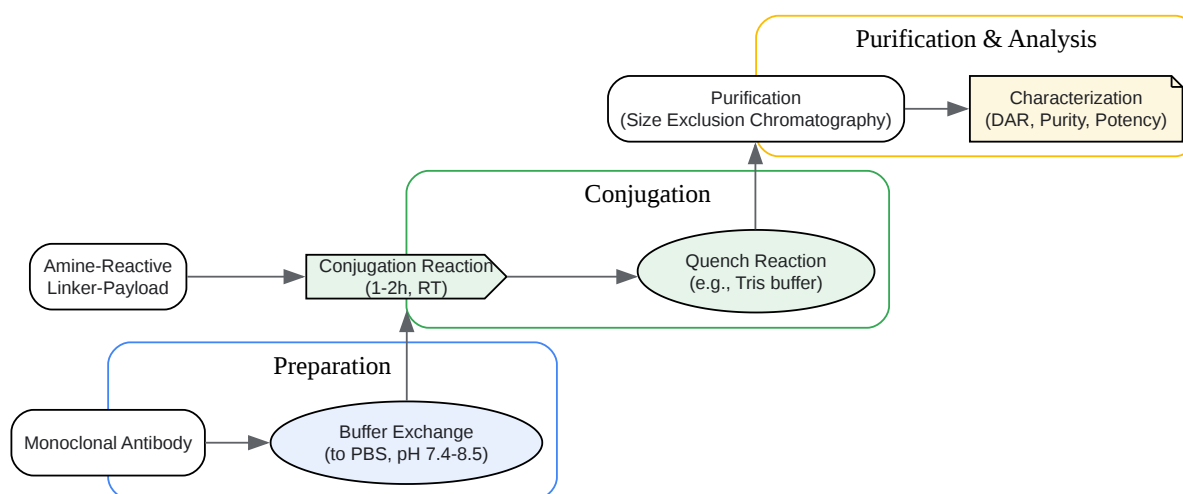 Purification & Analysis
Purification
(Size Exclusion Chromatography)
Characterization
(DAR, Purity, Potency)
Conjugation
Amine-Reactive
Linker-Payload
Conjugation Reaction
(1-2h, RT)
Quench Reaction
(e.g., Tris buffer)
Preparation
Monoclonal Antibody
Buffer Exchange
(to PBS, pH 7.4-8.5)